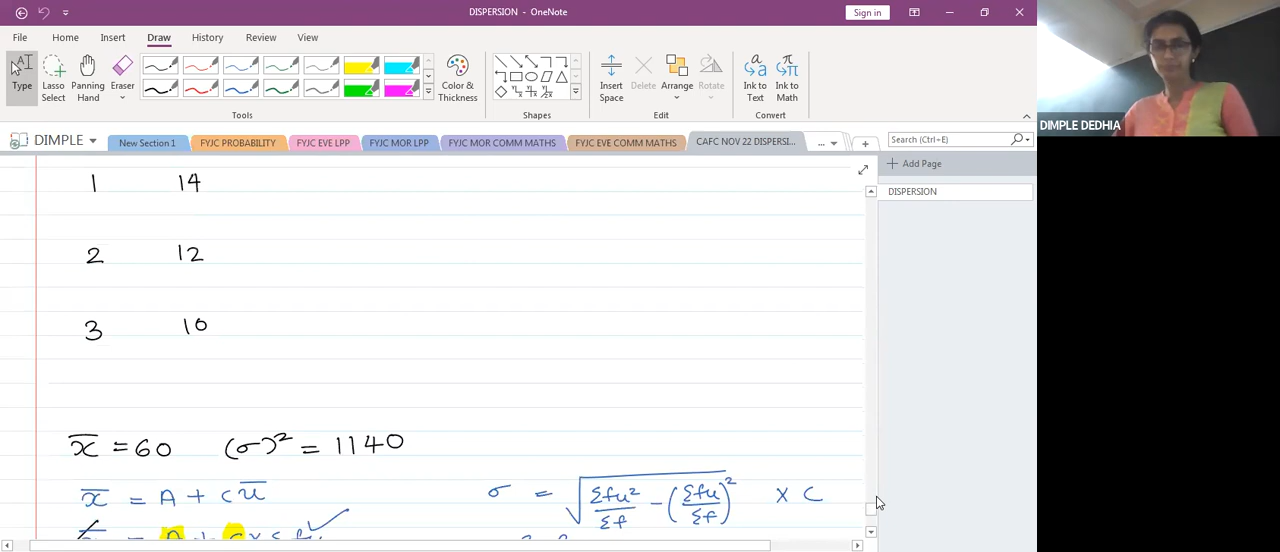 DISPERSION - OneNote
Sign in
File Home Insert Draw History Review View
Type
Lasso Select
Panning Hand
Eraser
Color & Thickness
Insert Space
Delete
Arrange
Rotate
Ink to Text
Ink to Math
Tools
Shapes
Edit
Convert
DIMPLE DEDHIA
DIMPLE
New Section 1
FYJC PROBABILITY
FYJC EVE LPP
FYJC MOR LPP
FYJC MOR COMM MATHS
FYJC EVE COMM MATHS
CAFC NOV 22 DISPERSI...
Search (Ctrl+E)
Add Page
DISPERSION
1 14
2 12
3 10
x̅ = 60 (σ)² = 1140
x̅ = A + C u̅
σ = √(Σfu²/Σf - (Σfu/Σf)²) × C